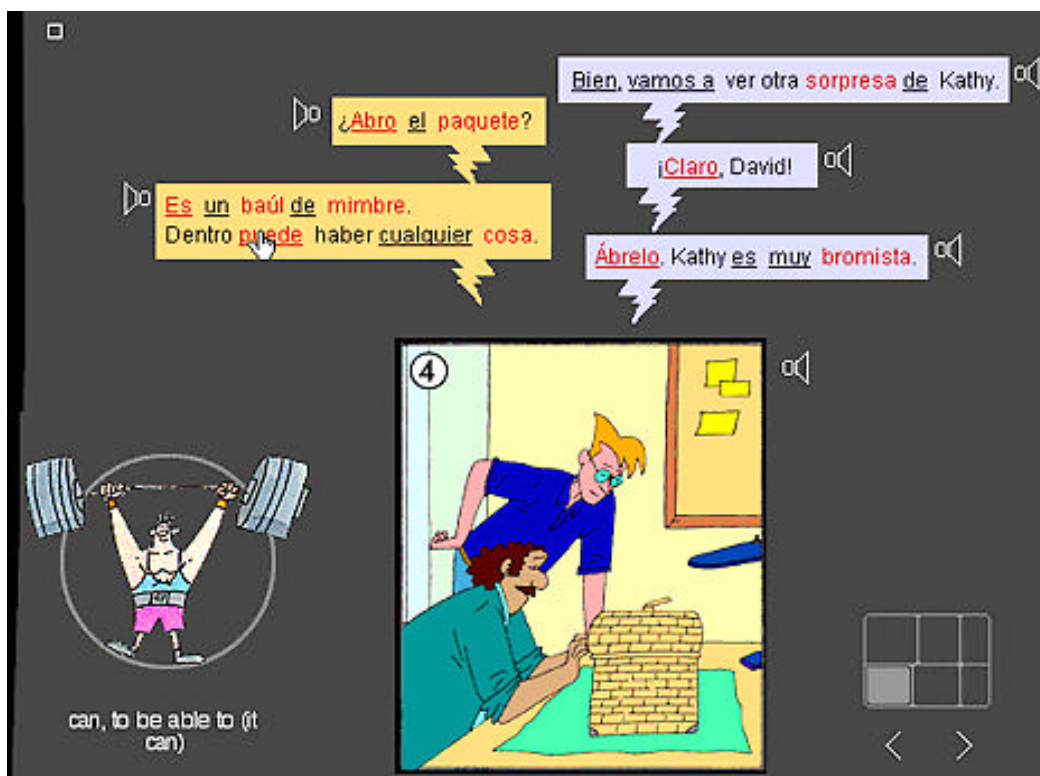 Bien, vamos a ver otra sorpresa de Kathy.
¿Abro el paquete?
¡Claro, David!
Es un baúl de mimbre.
Dentro puede haber cualquier cosa.
Ábrelo. Kathy es muy bromista.
4
can, to be able to (it
can)